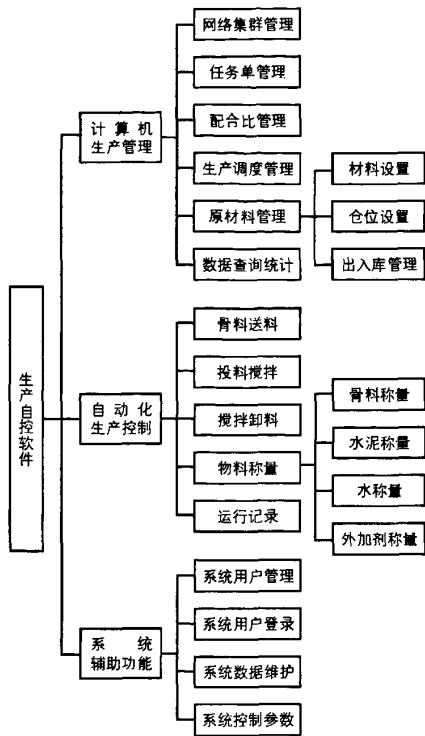 生产自控软件
计算机
生产管理
网络集群管理
任务单管理
配合比管理
生产调度管理
原材料管理
材料设置
仓位设置
出入库管理
数据查询统计
自动化
生产控制
骨料送料
投料搅拌
搅拌卸料
物料称量
骨料称量
水泥称量
水称量
外加剂称量
运行记录
系统
辅助功能
系统用户管理
系统用户登录
系统数据维护
系统控制参数